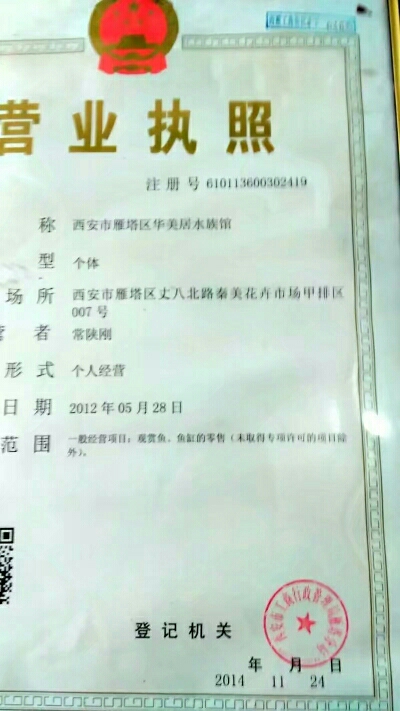 营业执照
注册号 610113600302419
称 西安市雁塔区华美居水族馆
型 个体
场所 西安市雁塔区丈八北路秦美花卉市场甲排区
007号
者 常陕刚
形式 个人经营
日期 2012年05月28日
范围 一般经营项目：观赏鱼、鱼缸的零售（未取得专项许可的项目除
外）。
登记机关
年 月 日
2014 11 24